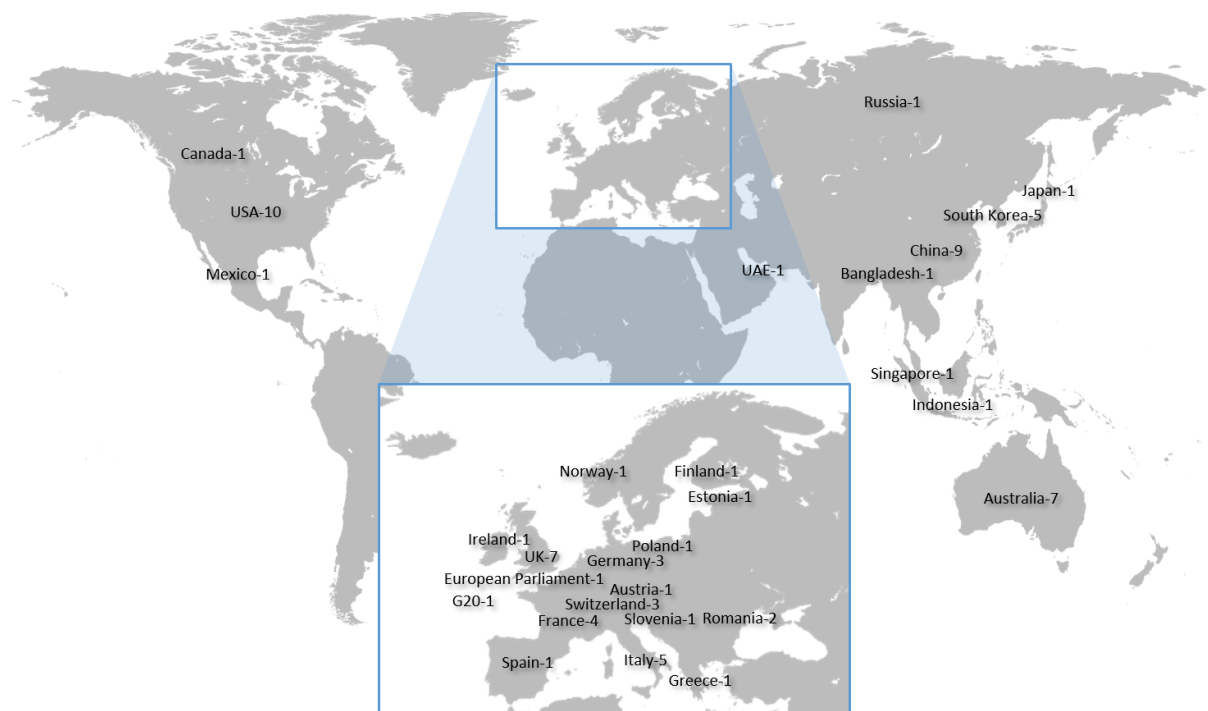 Russia-1
Canada-1
Japan-1
USA-10
South Korea-5
China-9
Mexico-1
UAE-1
Bangladesh-1
Singapore-1
Indonesia-1
Norway-1
Finland-1
Estonia-1
Australia-7
Ireland-1
Poland-1
UK-7
Germany-3
European Parliament-1
Austria-1
G20-1
Switzerland-3
France-4
Slovenia-1
Romania-2
Spain-1
Italy-5
Greece-1